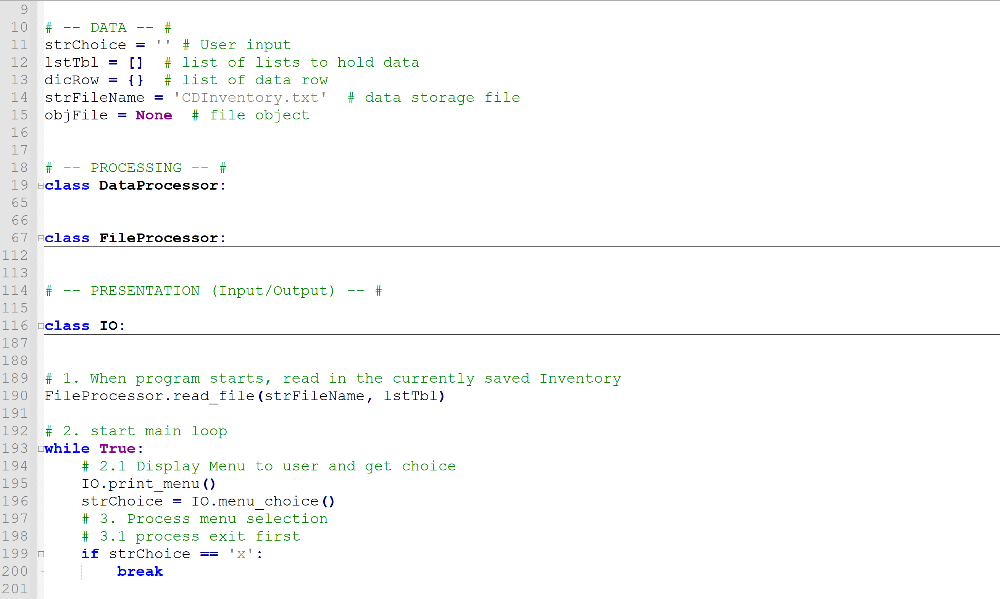 9
10 # -- DATA -- #
11 strChoice = '' # User input
12 lstTbl = []  # list of lists to hold data
13 dicRow = {}  # list of data row
14 strFileName = 'CDInventory.txt'  # data storage file
15 objFile = None  # file object
16
17
18 # -- PROCESSING -- #
19 class DataProcessor:
65
66
67 class FileProcessor:
112
113
114 # -- PRESENTATION (Input/Output) -- #
115
116 class IO:
187
188
189 # 1. When program starts, read in the currently saved Inventory
190 FileProcessor.read_file(strFileName, lstTbl)
191
192 # 2. start main loop
193 while True:
194     # 2.1 Display Menu to user and get choice
195     IO.print_menu()
196     strChoice = IO.menu_choice()
197     # 3. Process menu selection
198     # 3.1 process exit first
199     if strChoice == 'x':
200         break
201